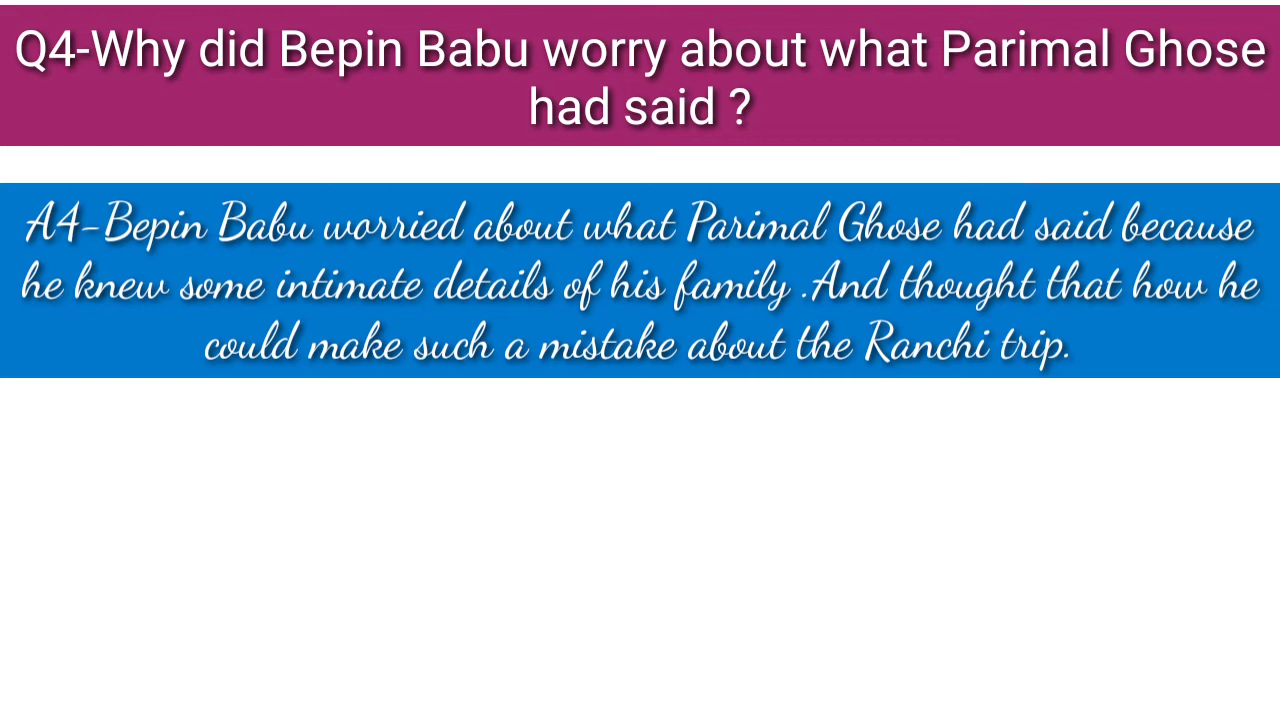 Q4-Why did Bepin Babu worry about what Parimal Ghose
had said ?
A4-Bepin Babu worried about what Parimal Ghose had said because
he knew some intimate details of his family .And thought that how he
could make such a mistake about the Ranchi trip.